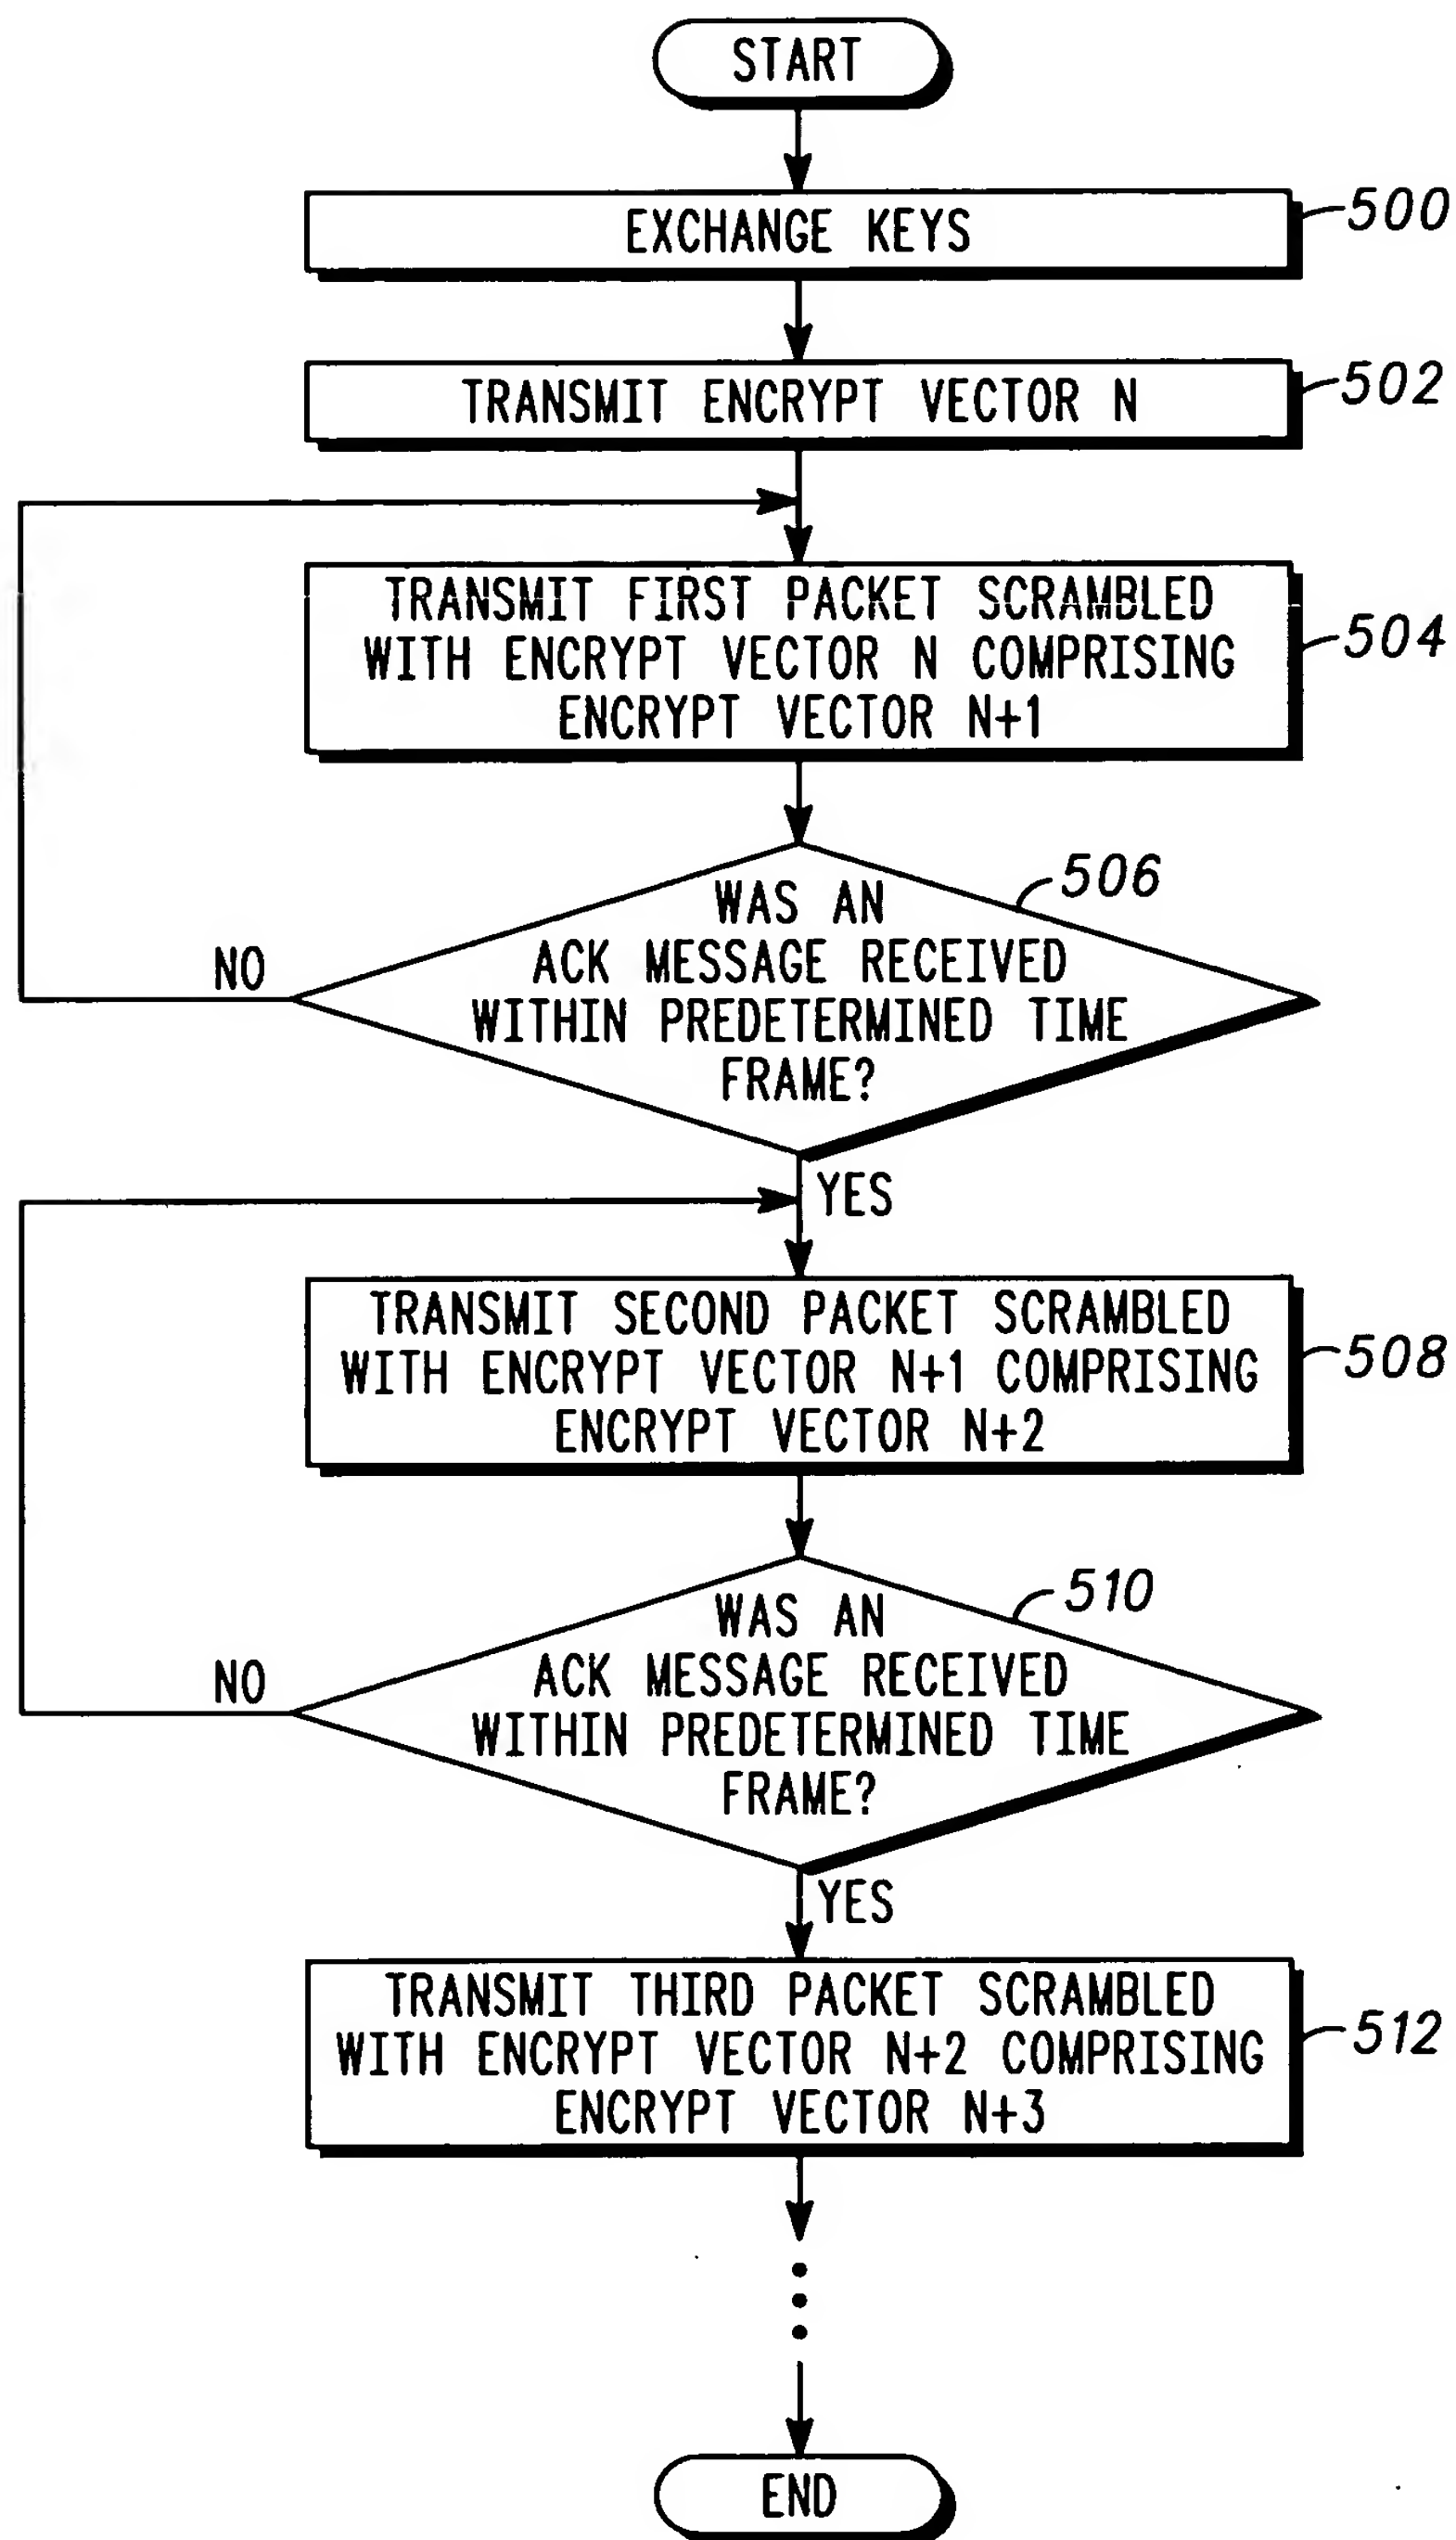 START
EXCHANGE KEYS
500
TRANSMIT ENCRYPT VECTOR N
502
TRANSMIT FIRST PACKET SCRAMBLED
WITH ENCRYPT VECTOR N COMPRISING
ENCRYPT VECTOR N+1
504
506
WAS AN
ACK MESSAGE RECEIVED
WITHIN PREDETERMINED TIME
FRAME?
NO
YES
TRANSMIT SECOND PACKET SCRAMBLED
WITH ENCRYPT VECTOR N+1 COMPRISING
ENCRYPT VECTOR N+2
508
510
WAS AN
ACK MESSAGE RECEIVED
WITHIN PREDETERMINED TIME
FRAME?
NO
YES
TRANSMIT THIRD PACKET SCRAMBLED
WITH ENCRYPT VECTOR N+2 COMPRISING
ENCRYPT VECTOR N+3
512
END